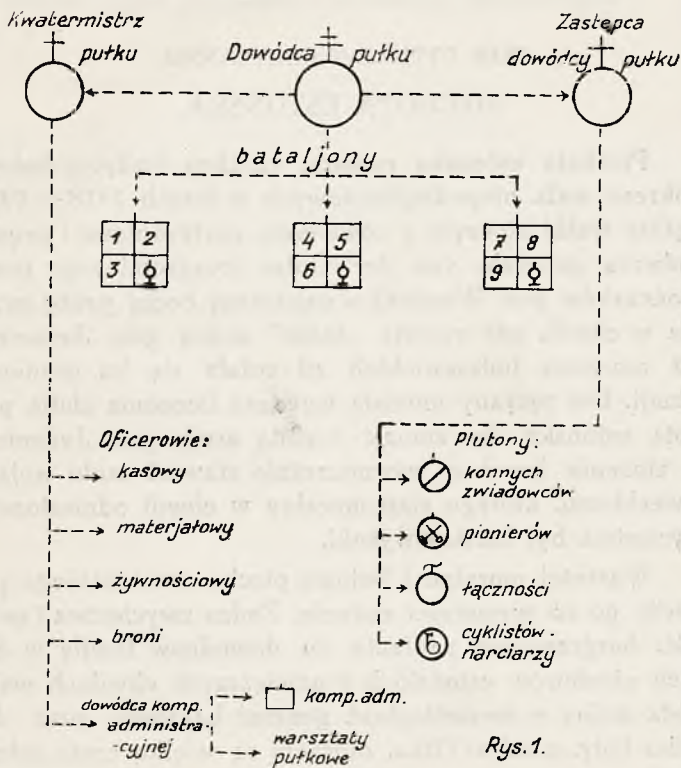 Kwatermistrz
pułku
Dowódca pułku
Zastępca
dowódcy pułku
bataljony
1 2
3
4 5
6
7 8
9
Oficerowie:
kasowy
materjałowy
żywnościowy
broni
dowódca komp.
administra-
cyjnej
komp. adm.
warsztaty
pułkowe
Plutony:
konnych
zwiadowców
pionierów
łączności
cyklistów-
narciarzy
Rys. 1.